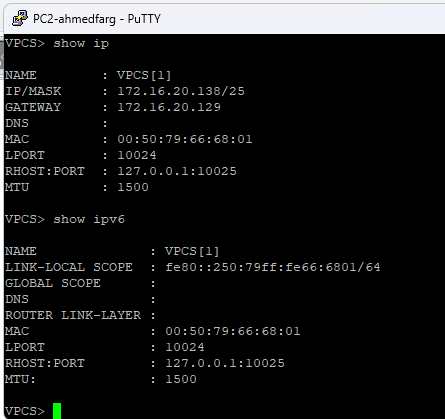 PC2-ahmedfarg - PuTTY
VPCS> show ip
NAME        : VPCS[1]
IP/MASK     : 172.16.20.138/25
GATEWAY     : 172.16.20.129
DNS         :
MAC         : 00:50:79:66:68:01
LPORT       : 10024
RHOST:PORT  : 127.0.0.1:10025
MTU         : 1500
VPCS> show ipv6
NAME              : VPCS[1]
LINK-LOCAL SCOPE  : fe80::250:79ff:fe66:6801/64
GLOBAL SCOPE      :
DNS               :
ROUTER LINK-LAYER :
MAC               : 00:50:79:66:68:01
LPORT             : 10024
RHOST:PORT        : 127.0.0.1:10025
MTU:              : 1500
VPCS>